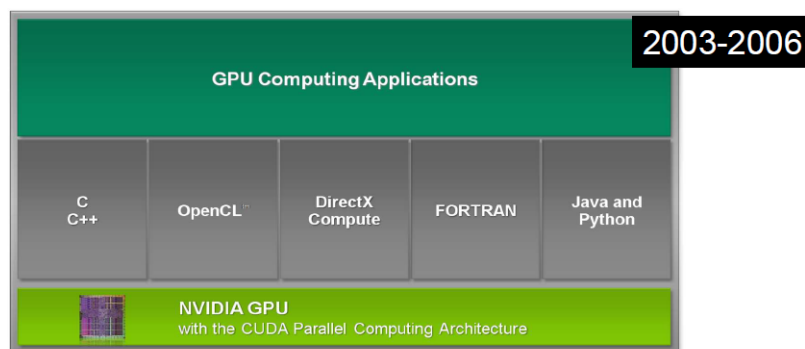 2003-2006
GPU Computing Applications
C
C++
OpenCL™
DirectX
Compute
FORTRAN
Java and
Python
NVIDIA GPU
with the CUDA Parallel Computing Architecture